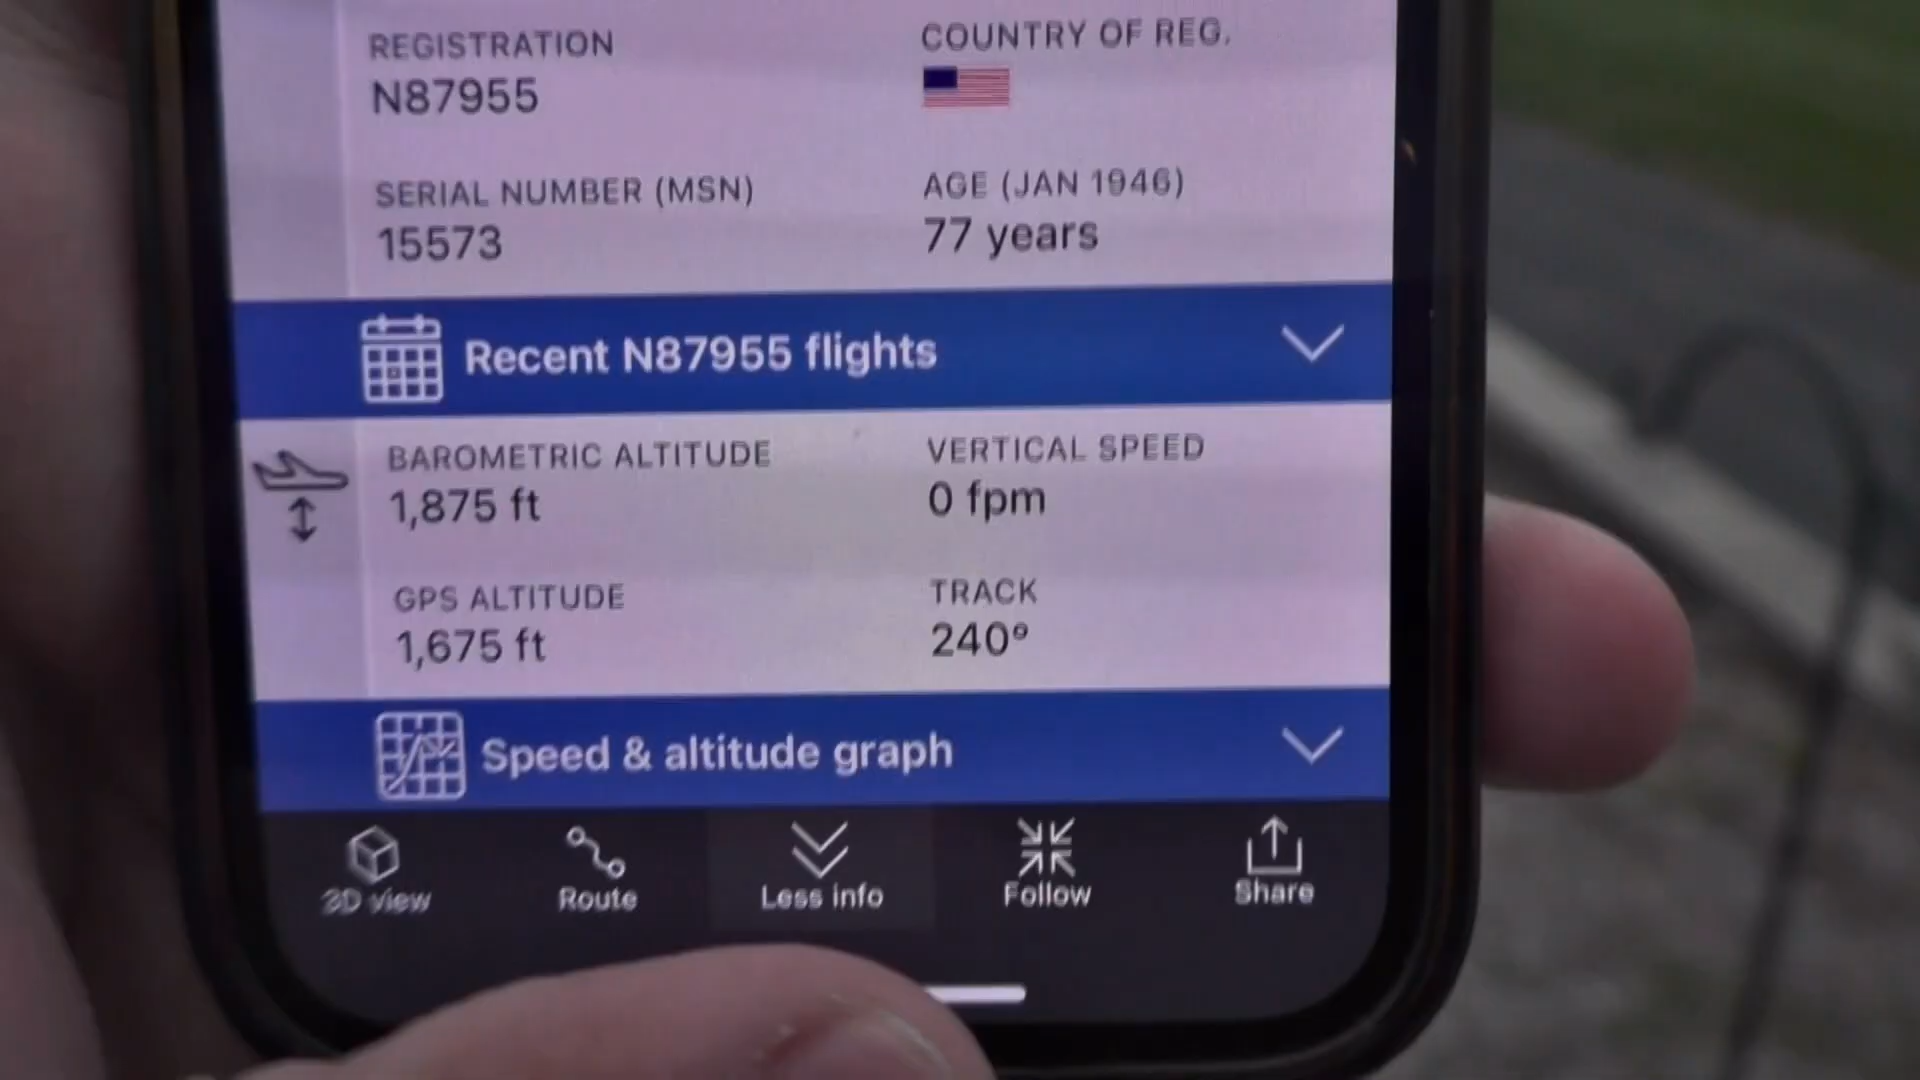 REGISTRATION
N87955
COUNTRY OF REG.
SERIAL NUMBER (MSN)
15573
AGE (JAN 1946)
77 years
Recent N87955 flights
BAROMETRIC ALTITUDE
1,875 ft
VERTICAL SPEED
0 fpm
GPS ALTITUDE
1,675 ft
TRACK
240º
Speed & altitude graph
3D view
Route
Less info
Follow
Share